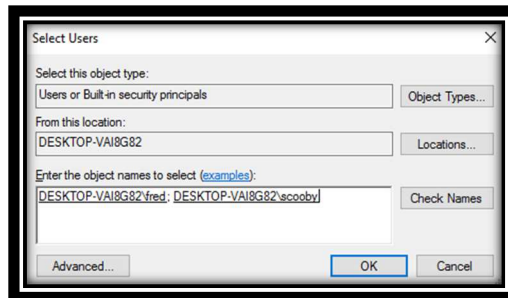 Select Users
Select this object type:
Users or Built-in security principals
Object Types...
From this location:
DESKTOP-VAI8G82
Locations...
Enter the object names to select (examples):
DESKTOP-VAI8G82\fred; DESKTOP-VAI8G82\scooby
Check Names
Advanced...
OK
Cancel